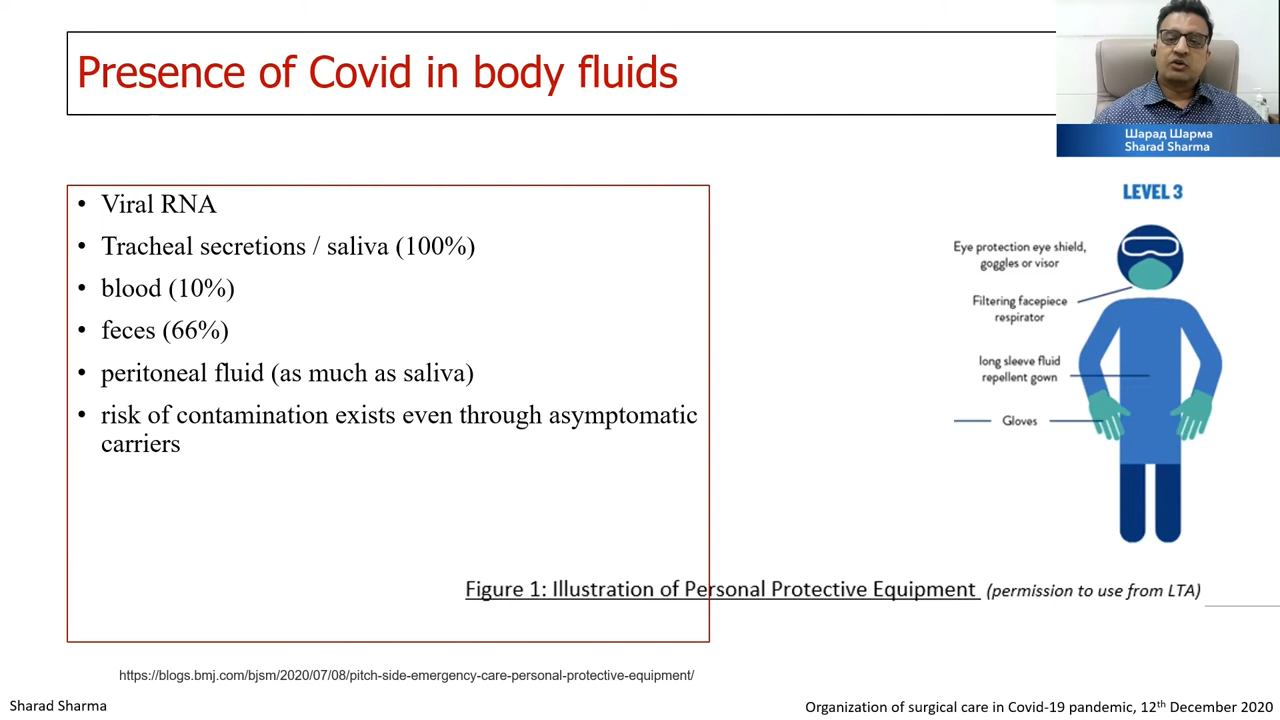 Presence of Covid in body fluids
Шарад Шарма
Sharad Sharma
• Viral RNA
• Tracheal secretions / saliva (100%)
• blood (10%)
• feces (66%)
• peritoneal fluid (as much as saliva)
• risk of contamination exists even through asymptomatic
carriers
LEVEL 3
Eye protection eye shield,
goggles or visor
Filtering facepiece
respirator
long sleeve fluid
repellent gown
Gloves
Figure 1: Illustration of Personal Protective Equipment (permission to use from LTA)
https://blogs.bmj.com/bjsm/2020/07/08/pitch-side-emergency-care-personal-protective-equipment/
Sharad Sharma
Organization of surgical care in Covid-19 pandemic, 12th December 2020